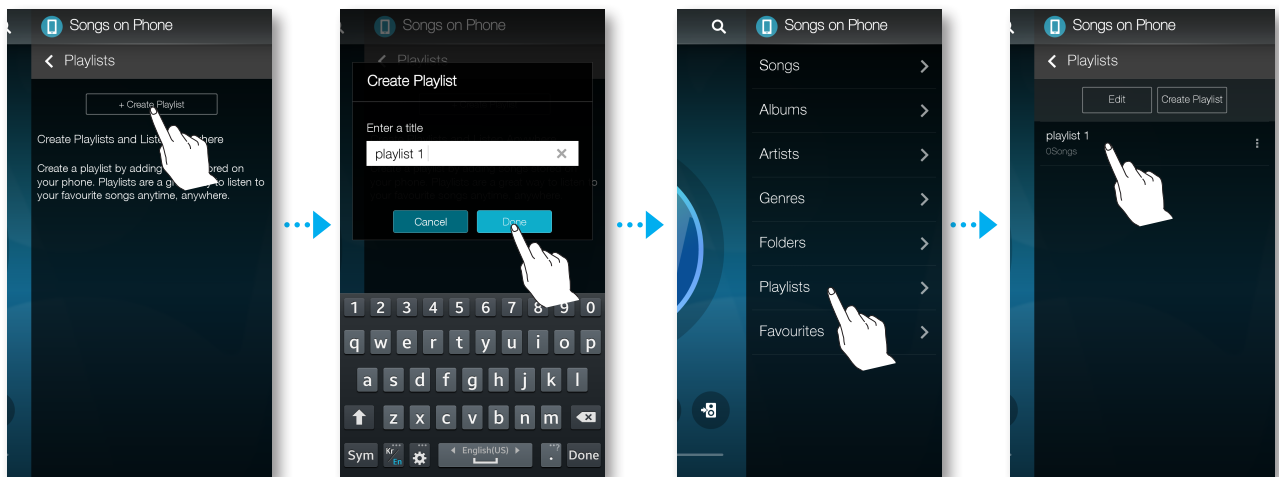 Songs on Phone
Playlists
+ Create Playlist
Create Playlists and Listen
Create a playlist by adding
your phone. Playlists are a to listen to
your favourite songs anytime, anywhere.
Songs on Phone
Playlists
Create Playlist
Enter a title
playlist 1
Cancel
Done
1 2 3 4 5 6 7 8 9 0
q w e r t y u i o p
a s d f g h j k l
z x c v b n m
Sym Kr/En English(US) . Done
Songs on Phone
Songs
Albums
Artists
Genres
Folders
Playlists
Favourites
Songs on Phone
Playlists
Edit Create Playlist
playlist 1
0Songs